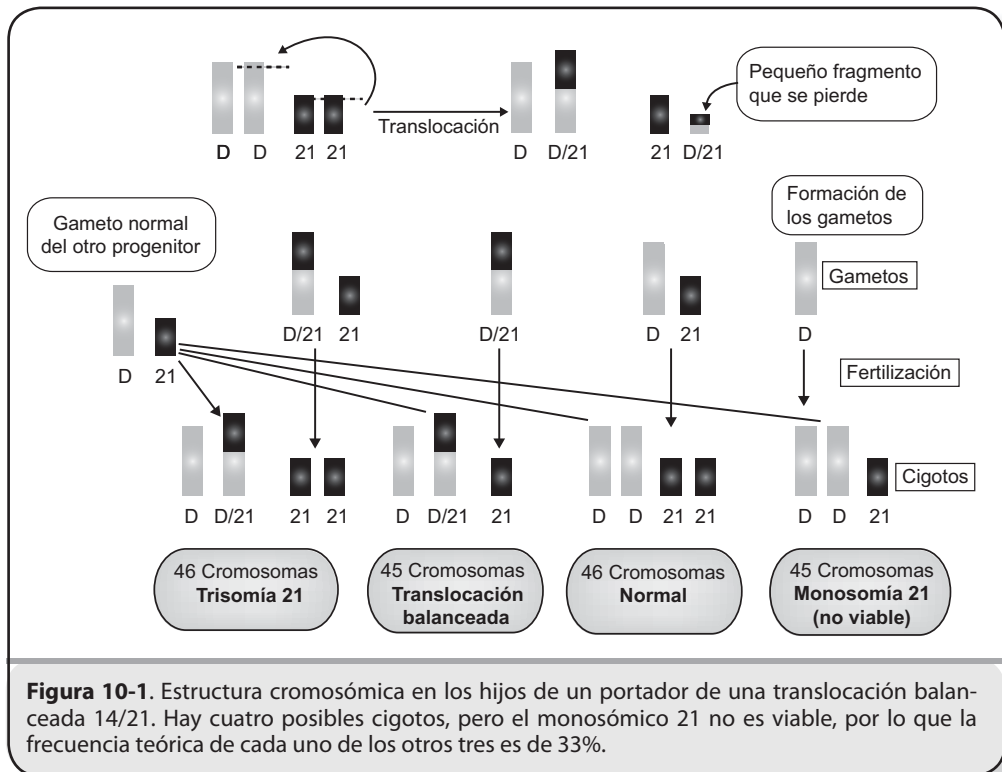 Pequeño fragmento
que se pierde
Translocación
D D 21 21
D D/21
21 D/21
Gameto normal
del otro progenitor
Formación de
los gametos
Gametos
D/21 21
D/21
D 21
D
D 21
Fertilización
Cigotos
D D/21 21 21
D D/21 21
D D 21 21
D D 21
46 Cromosomas
Trisomía 21
45 Cromosomas
Translocación
balanceada
46 Cromosomas
Normal
45 Cromosomas
Monosomía 21
(no viable)
Figura 10-1. Estructura cromosómica en los hijos de un portador de una translocación balan-
ceada 14/21. Hay cuatro posibles cigotos, pero el monosómico 21 no es viable, por lo que la
frecuencia teórica de cada uno de los otros tres es de 33%.